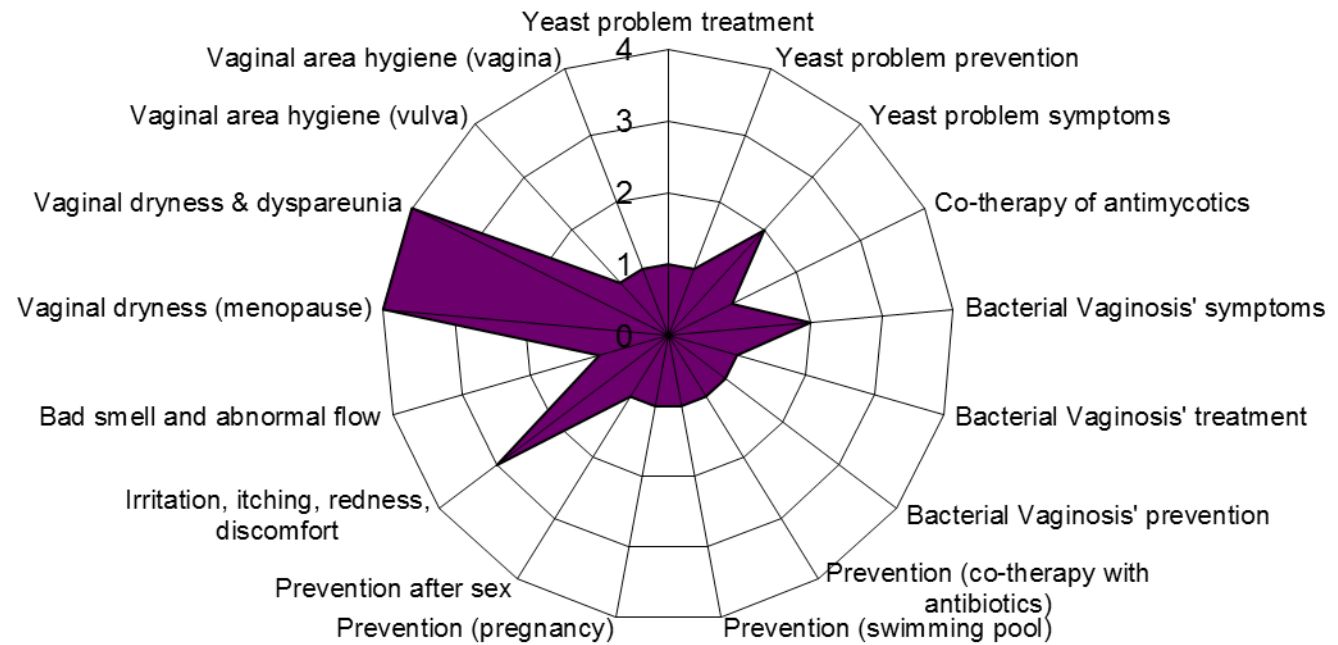 Yeast problem treatment
Yeast problem prevention
Yeast problem symptoms
Co-therapy of antimycotics
Bacterial Vaginosis' symptoms
Bacterial Vaginosis' treatment
Bacterial Vaginosis' prevention
Prevention (co-therapy with
antibiotics)
Prevention (swimming pool)
Prevention (pregnancy)
Prevention after sex
Irritation, itching, redness,
discomfort
Bad smell and abnormal flow
Vaginal dryness (menopause)
Vaginal dryness & dyspareunia
Vaginal area hygiene (vulva)
Vaginal area hygiene (vagina)
4
3
2
1
0